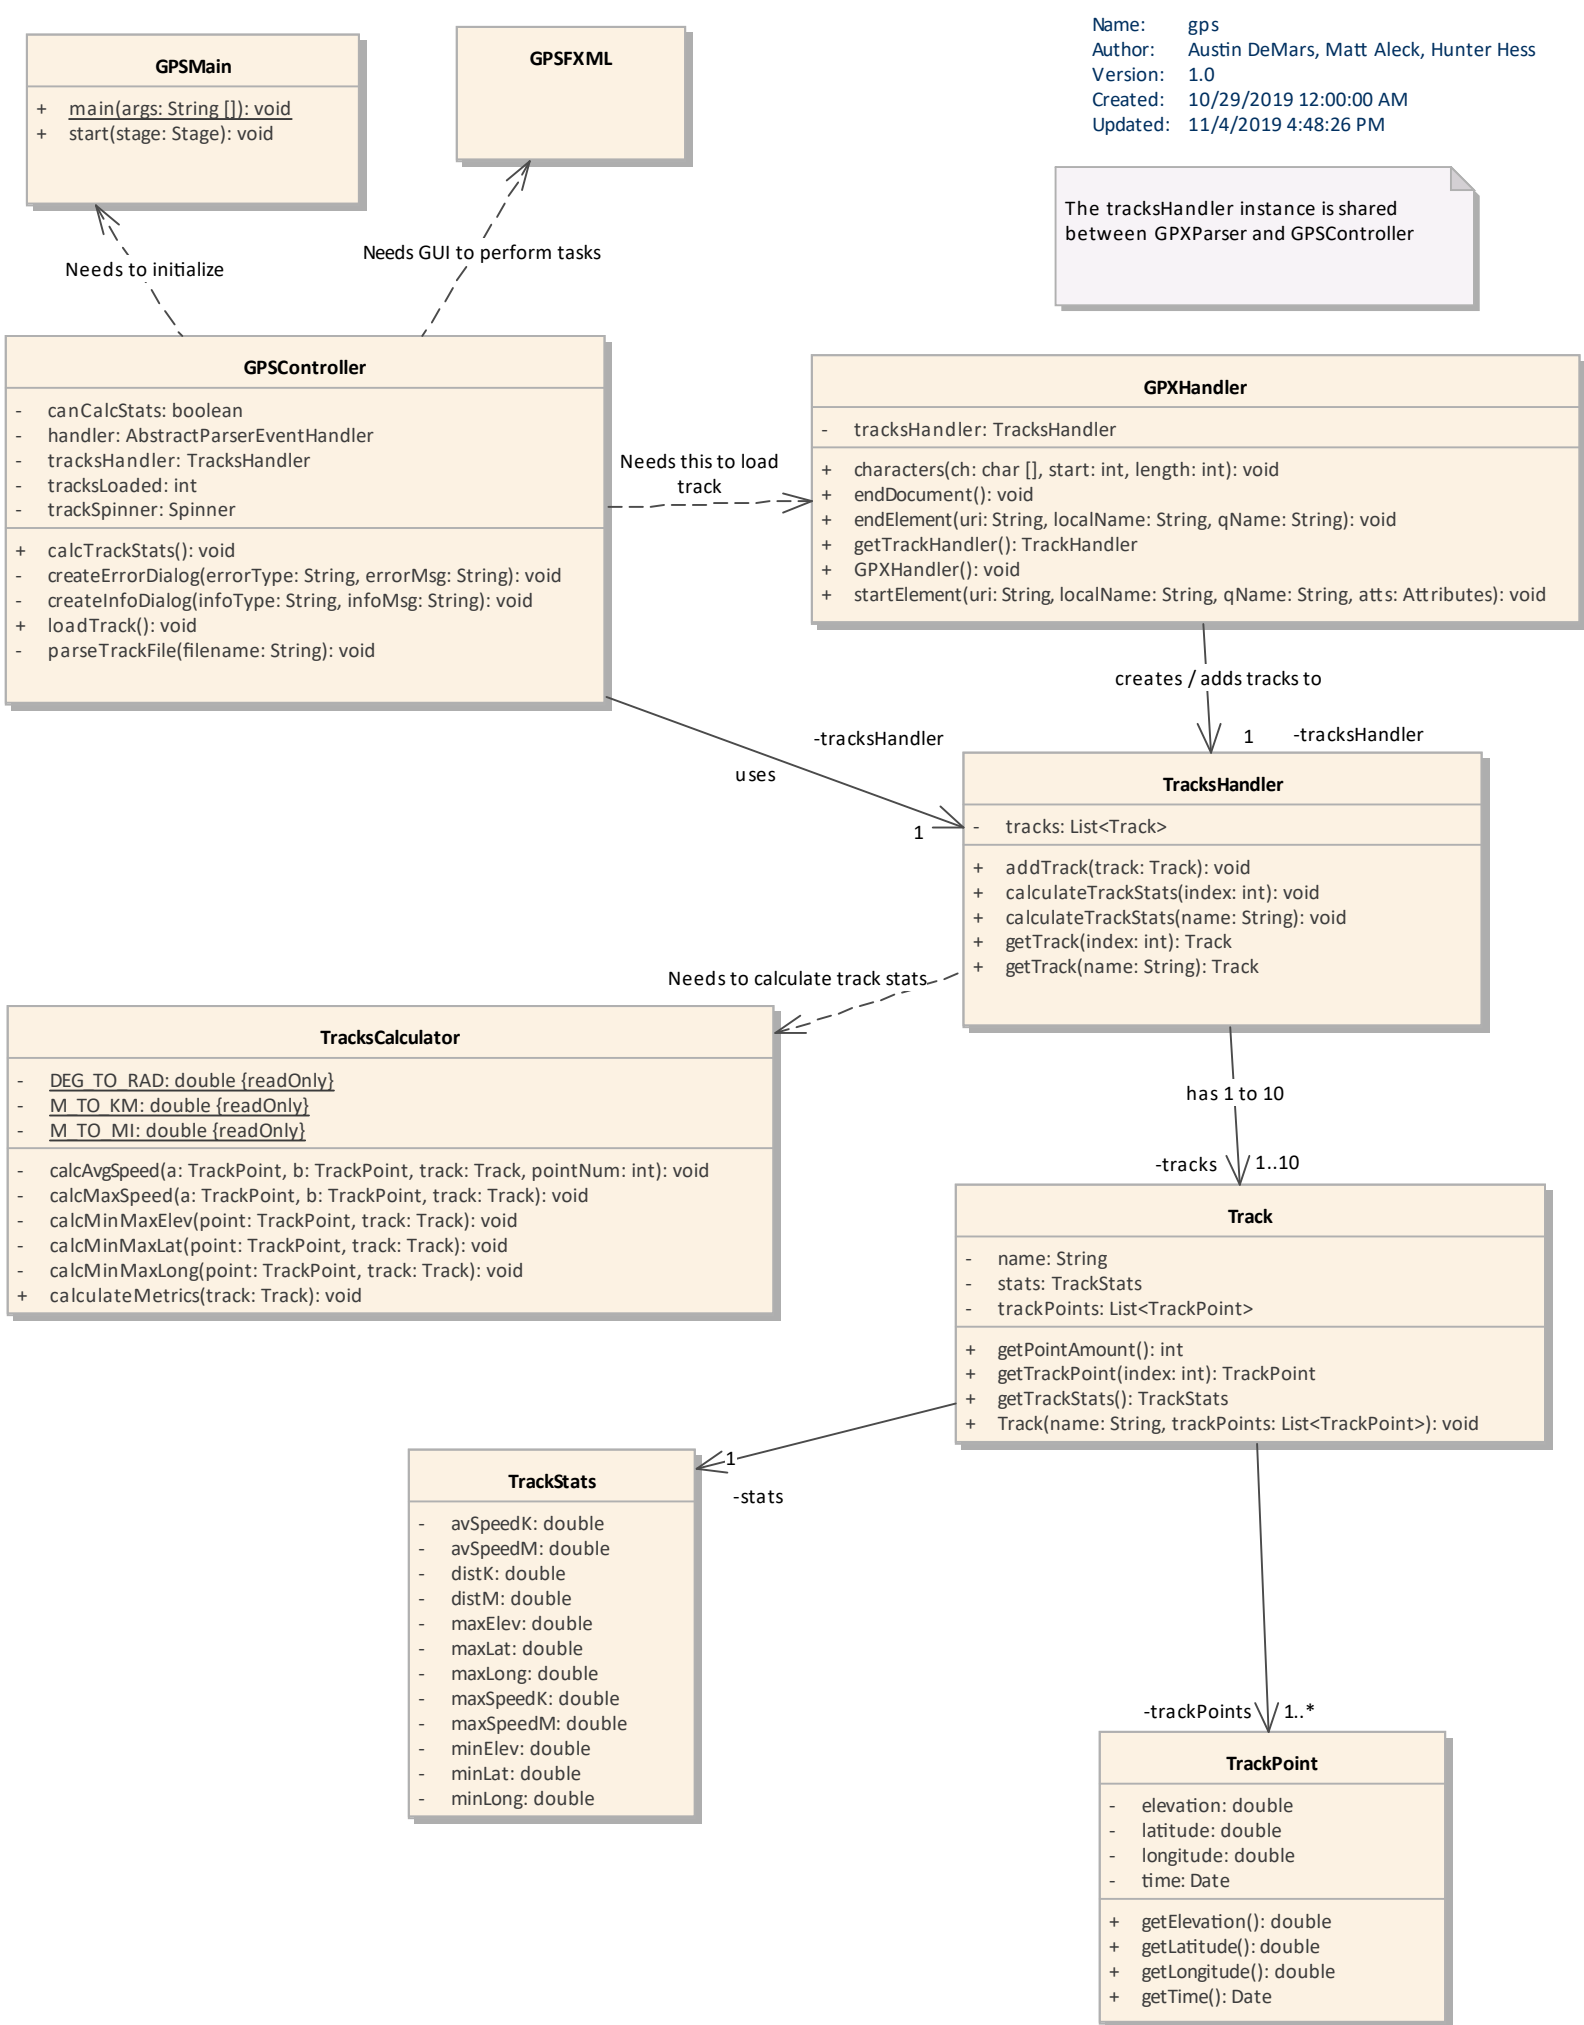 Name: gps
Author: Austin DeMars, Matt Aleck, Hunter Hess
Version: 1.0
Created: 10/29/2019 12:00:00 AM
Updated: 11/4/2019 4:48:26 PM
GPSMain
+ main(args: String []): void
+ start(stage: Stage): void
GPSFXML
The tracksHandler instance is shared
between GPXParser and GPSController
Needs to initialize
Needs GUI to perform tasks
GPSController
- canCalcStats: boolean
- handler: AbstractParserEventHandler
- tracksHandler: TracksHandler
- tracksLoaded: int
- trackSpinner: Spinner
+ calcTrackStats(): void
- createErrorDialog(errorType: String, errorMsg: String): void
- createInfoDialog(infoType: String, infoMsg: String): void
+ loadTrack(): void
- parseTrackFile(filename: String): void
Needs this to load
track
GPXHandler
- tracksHandler: TracksHandler
+ characters(ch: char [], start: int, length: int): void
+ endDocument(): void
+ endElement(uri: String, localName: String, qName: String): void
+ getTrackHandler(): TrackHandler
+ GPXHandler(): void
+ startElement(uri: String, localName: String, qName: String, atts: Attributes): void
creates / adds tracks to
1 -tracksHandler
-tracksHandler
uses
1
TracksHandler
- tracks: List<Track>
+ addTrack(track: Track): void
+ calculateTrackStats(index: int): void
+ calculateTrackStats(name: String): void
+ getTrack(index: int): Track
+ getTrack(name: String): Track
Needs to calculate track stats
TracksCalculator
- DEG_TO_RAD: double {readOnly}
- M_TO_KM: double {readOnly}
- M_TO_MI: double {readOnly}
- calcAvgSpeed(a: TrackPoint, b: TrackPoint, track: Track, pointNum: int): void
- calcMaxSpeed(a: TrackPoint, b: TrackPoint, track: Track): void
- calcMinMaxElev(point: TrackPoint, track: Track): void
- calcMinMaxLat(point: TrackPoint, track: Track): void
- calcMinMaxLong(point: TrackPoint, track: Track): void
+ calculateMetrics(track: Track): void
has 1 to 10
-tracks 1..10
Track
- name: String
- stats: TrackStats
- trackPoints: List<TrackPoint>
+ getPointAmount(): int
+ getTrackPoint(index: int): TrackPoint
+ getTrackStats(): TrackStats
+ Track(name: String, trackPoints: List<TrackPoint>): void
1
-stats
TrackStats
- avSpeedK: double
- avSpeedM: double
- distK: double
- distM: double
- maxElev: double
- maxLat: double
- maxLong: double
- maxSpeedK: double
- maxSpeedM: double
- minElev: double
- minLat: double
- minLong: double
-trackPoints 1..*
TrackPoint
- elevation: double
- latitude: double
- longitude: double
- time: Date
+ getElevation(): double
+ getLatitude(): double
+ getLongitude(): double
+ getTime(): Date